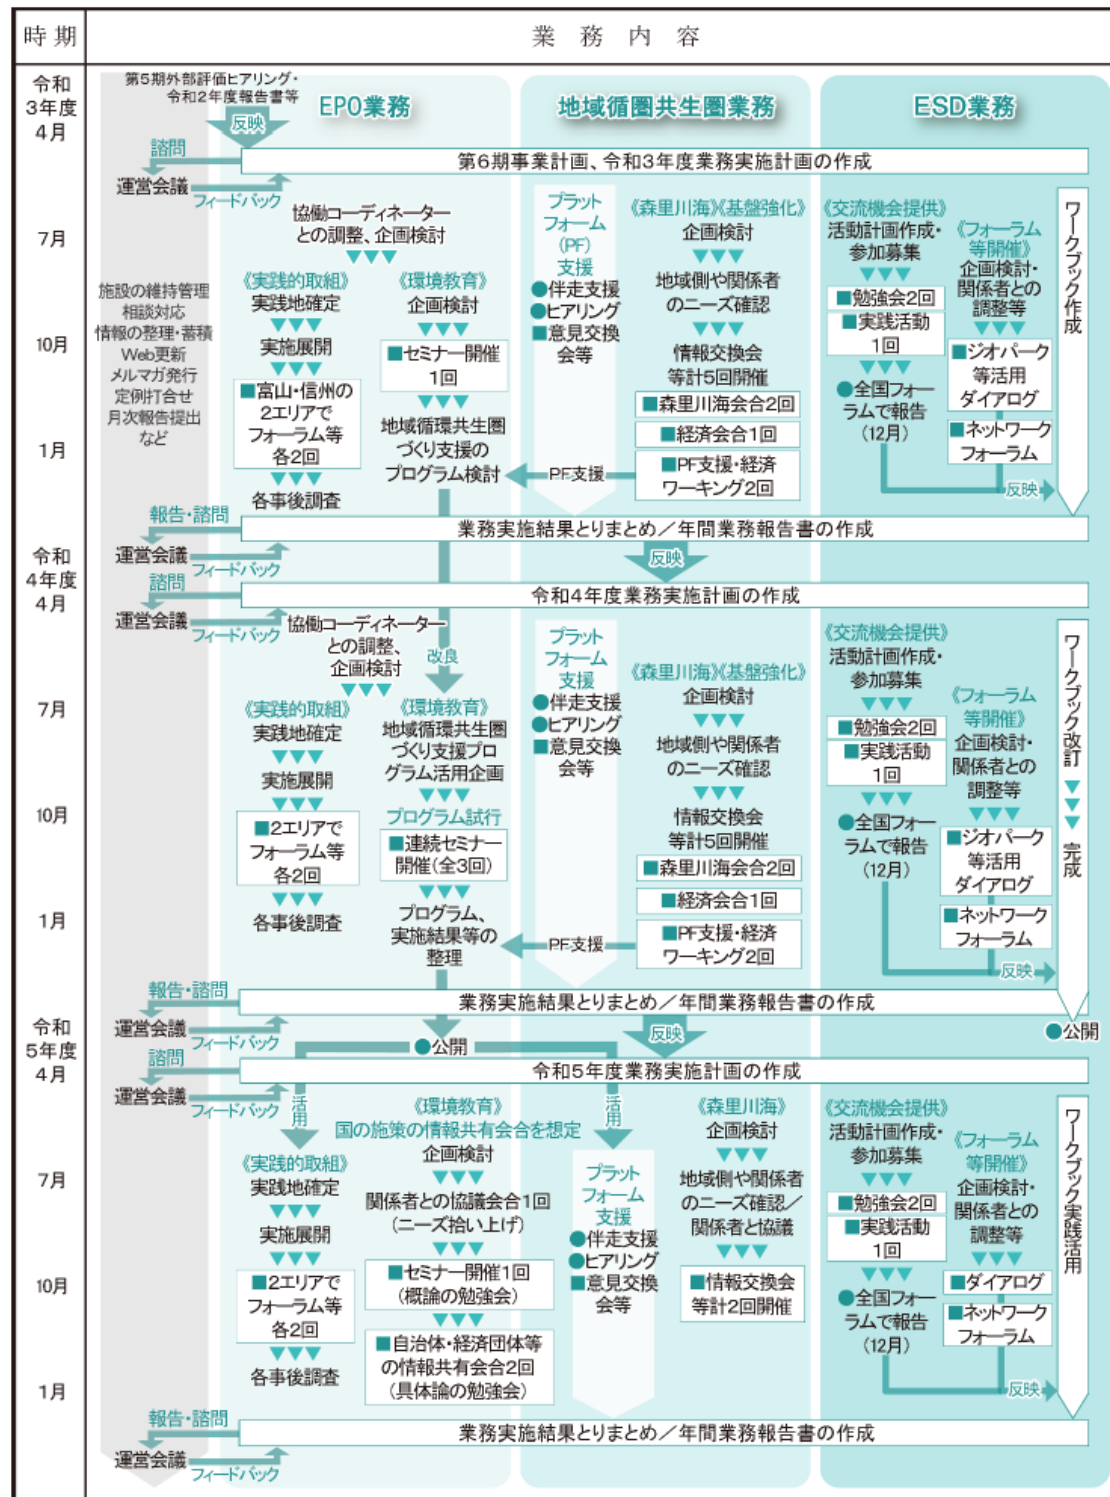 時期
業務内容
令和
3年度
4月
第5期外部評価ヒアリング・
令和2年度報告書等
反映
EPO業務
地域循圏共生圏業務
ESD業務
諮問
第6期事業計画、令和3年度業務実施計画の作成
運営会議
フィードバック
7月
10月
1月
施設の維持管理
相談対応
情報の整理・蓄積
Web更新
メルマガ発行
定例打合せ
月次報告提出
など
協働コーディネーター
との調整、企画検討
《実践的取組》
実践地確定
実施展開
■富山・信州の
2エリアで
フォーラム等
各2回
各事後調査
《環境教育》
企画検討
■セミナー開催
1回
地域循環共生圏
づくり支援の
プログラム検討
プラット
フォーム
(PF)
支援
●伴走支援
●ヒアリング
■意見交換
会等
PF支援
《森里川海》《基盤強化》
企画検討
地域側や関係者
のニーズ確認
情報交換会
等計5回開催
■森里川海会合2回
■経済会合1回
■PF支援・経済
ワーキング2回
《交流機会提供》
活動計画作成・
参加募集
■勉強会2回
■実践活動
1回
●全国フォー
ラムで報告
(12月)
《フォーラム
等開催》
企画検討・
関係者との
調整等
■ジオパーク
等活用
ダイアログ
■ネットワーク
フォーラム
反映
ワークブック作成
報告・諮問
業務実施結果とりまとめ/年間業務報告書の作成
運営会議
フィードバック
反映
令和
4年度
4月
諮問
令和4年度業務実施計画の作成
運営会議
フィードバック
7月
10月
1月
協働コーディネーター
との調整、
企画検討
改良
《実践的取組》
実践地確定
実施展開
■2エリアで
フォーラム等
各2回
各事後調査
《環境教育》
地域循環共生圏
づくり支援プロ
グラム活用企画
プログラム試行
■連続セミナー
開催(全3回)
プログラム、
実施結果等の
整理
プラット
フォーム
支援
●伴走支援
●ヒアリング
■意見交換
会等
PF支援
《森里川海》《基盤強化》
企画検討
地域側や関係者
のニーズ確認
情報交換会
等計5回開催
■森里川海会合2回
■経済会合1回
■PF支援・経済
ワーキング2回
《交流機会提供》
活動計画作成・
参加募集
■勉強会2回
■実践活動
1回
●全国フォー
ラムで報告
(12月)
《フォーラム
等開催》
企画検討・
関係者との
調整等
■ジオパーク
等活用
ダイアログ
■ネットワーク
フォーラム
反映
ワークブック改訂
完成
●公開
報告・諮問
業務実施結果とりまとめ/年間業務報告書の作成
運営会議
フィードバック
●公開
反映
令和
5年度
4月
諮問
令和5年度業務実施計画の作成
運営会議
フィードバック
活用
活用
7月
10月
1月
《実践的取組》
実践地確定
実施展開
■2エリアで
フォーラム等
各2回
各事後調査
《環境教育》
国の施策の情報共有会合を想定
企画検討
関係者との協議会合1回
(ニーズ拾い上げ)
■セミナー開催1回
(概論の勉強会)
■自治体・経済団体等
の情報共有会合2回
(具体論の勉強会)
プラット
フォーム
支援
●伴走支援
●ヒアリング
■意見交換
会等
《森里川海》
企画検討
地域側や関係者
のニーズ確認/
関係者と協議
■情報交換会
等計2回開催
《交流機会提供》
活動計画作成・
参加募集
■勉強会2回
■実践活動
1回
●全国フォー
ラムで報告
(12月)
《フォーラム
等開催》
企画検討・
関係者との
調整等
■ダイアログ
■ネットワーク
フォーラム
反映
ワークブック実践活用
報告・諮問
業務実施結果とりまとめ/年間業務報告書の作成
運営会議
フィードバック